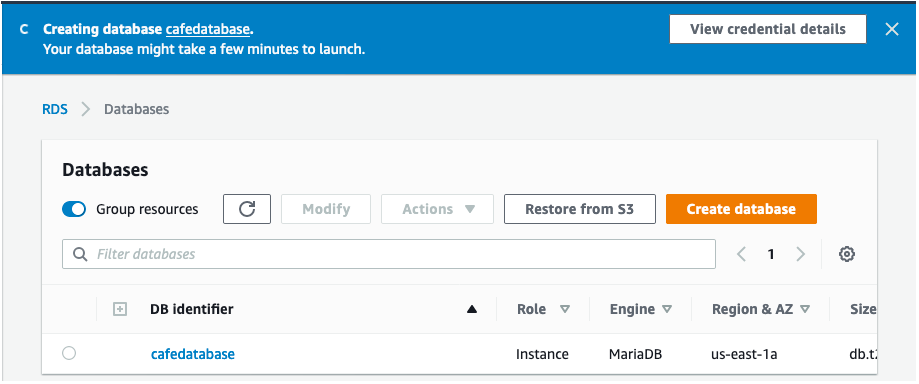 Creating database cafedatabase.
Your database might take a few minutes to launch.
View credential details
RDS > Databases
Databases
Group resources
Modify
Actions
Restore from S3
Create database
Filter databases
1
DB identifier
Role
Engine
Region & AZ
Size
cafedatabase
Instance
MariaDB
us-east-1a